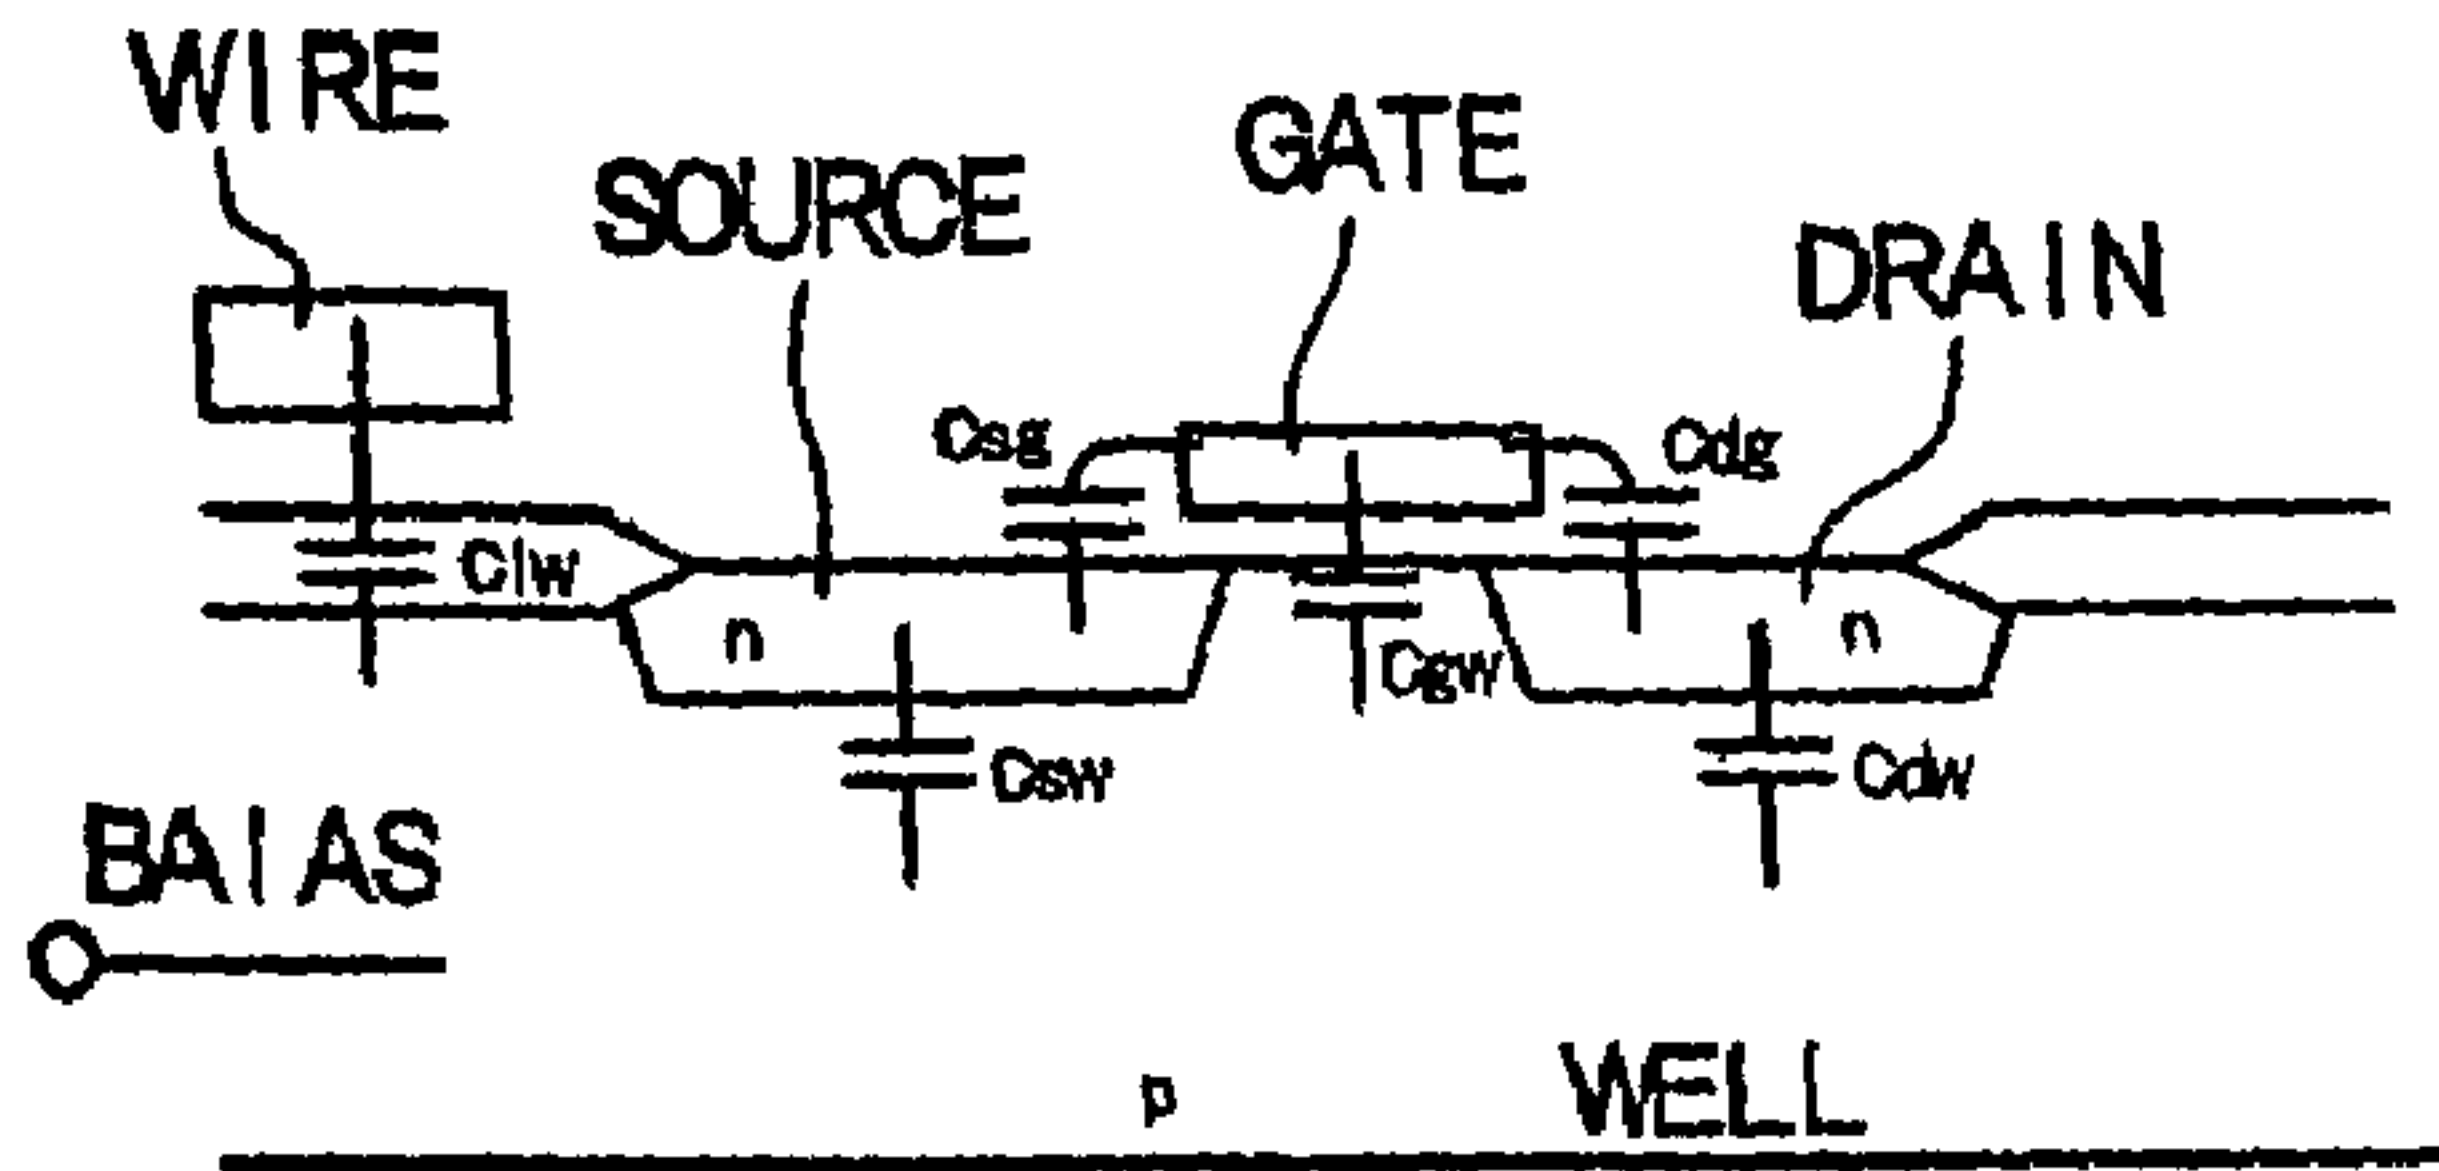 WIRE
GATE
SOURCE
DRAIN
Csg
Cdg
Clw
n
n
Cgw
Csw
Cdw
BAIAS
p
WELL